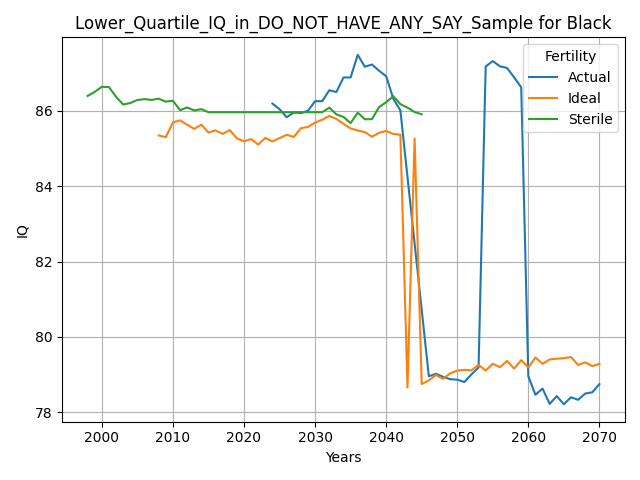 Lower_Quartile_IQ_in_DO_NOT_HAVE_ANY_SAY_Sample for Black
Fertility
Actual
Ideal
Sterile
86
84
82
80
78
IQ
2000 2010 2020 2030 2040 2050 2060 2070
Years